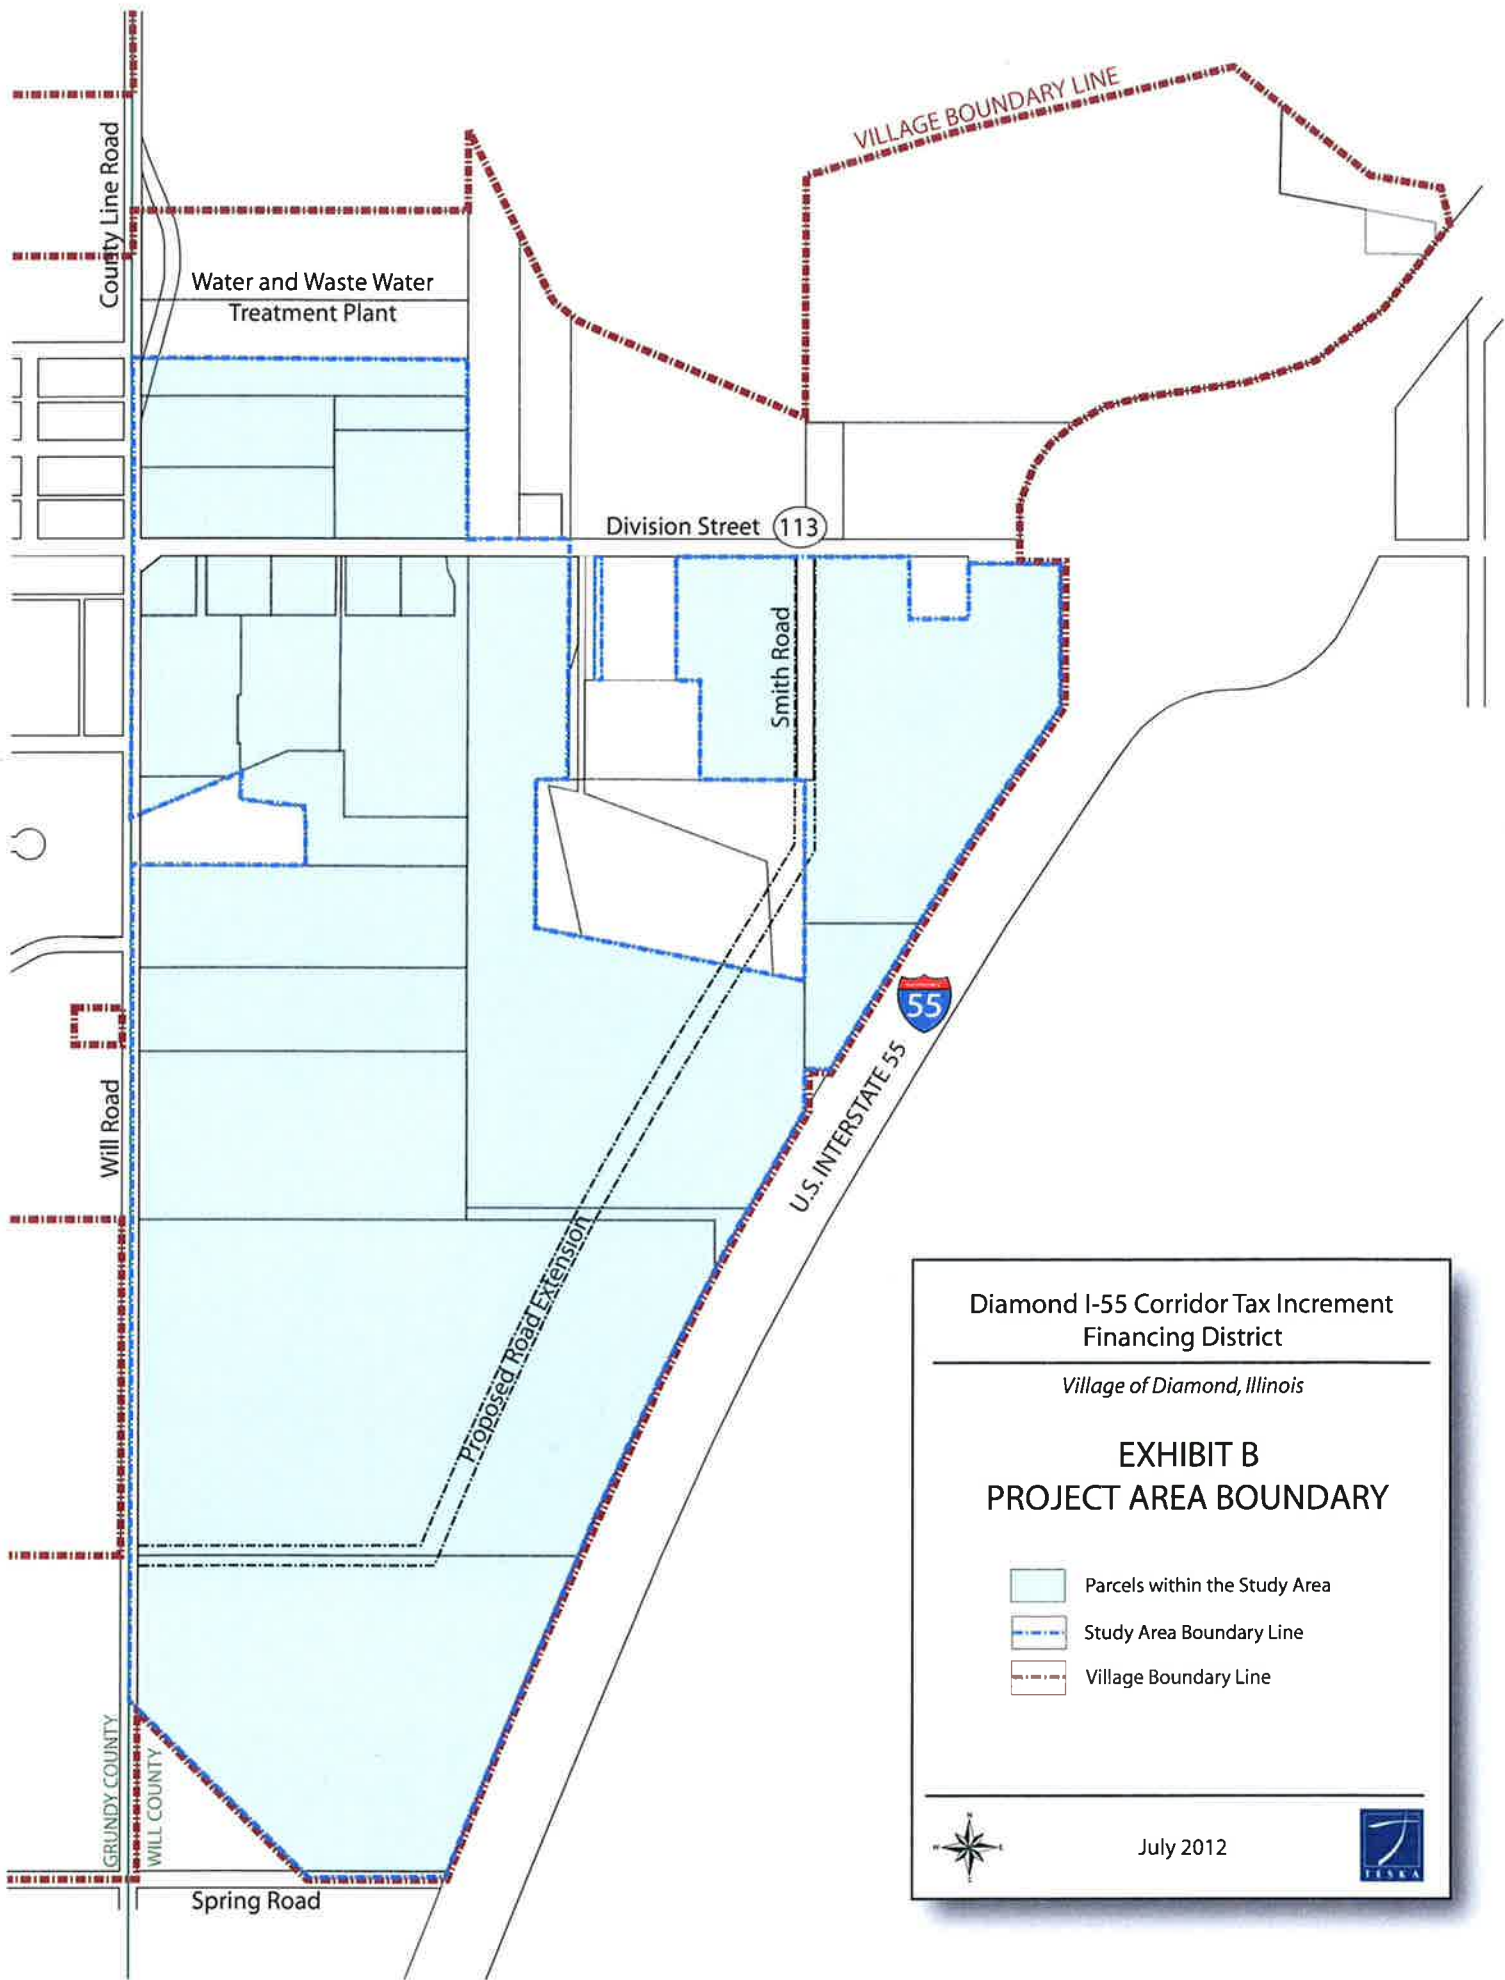 VILLAGE BOUNDARY LINE
County Line Road
Water and Waste Water
Treatment Plant
Division Street 113
Smith Road
55
U.S. INTERSTATE 55
Will Road
Proposed Road Extension
GRUNDY COUNTY
WILL COUNTY
Spring Road
Diamond I-55 Corridor Tax Increment
Financing District
Village of Diamond, Illinois
EXHIBIT B
PROJECT AREA BOUNDARY
Parcels within the Study Area
Study Area Boundary Line
Village Boundary Line
N
W E
S
July 2012
TESKA